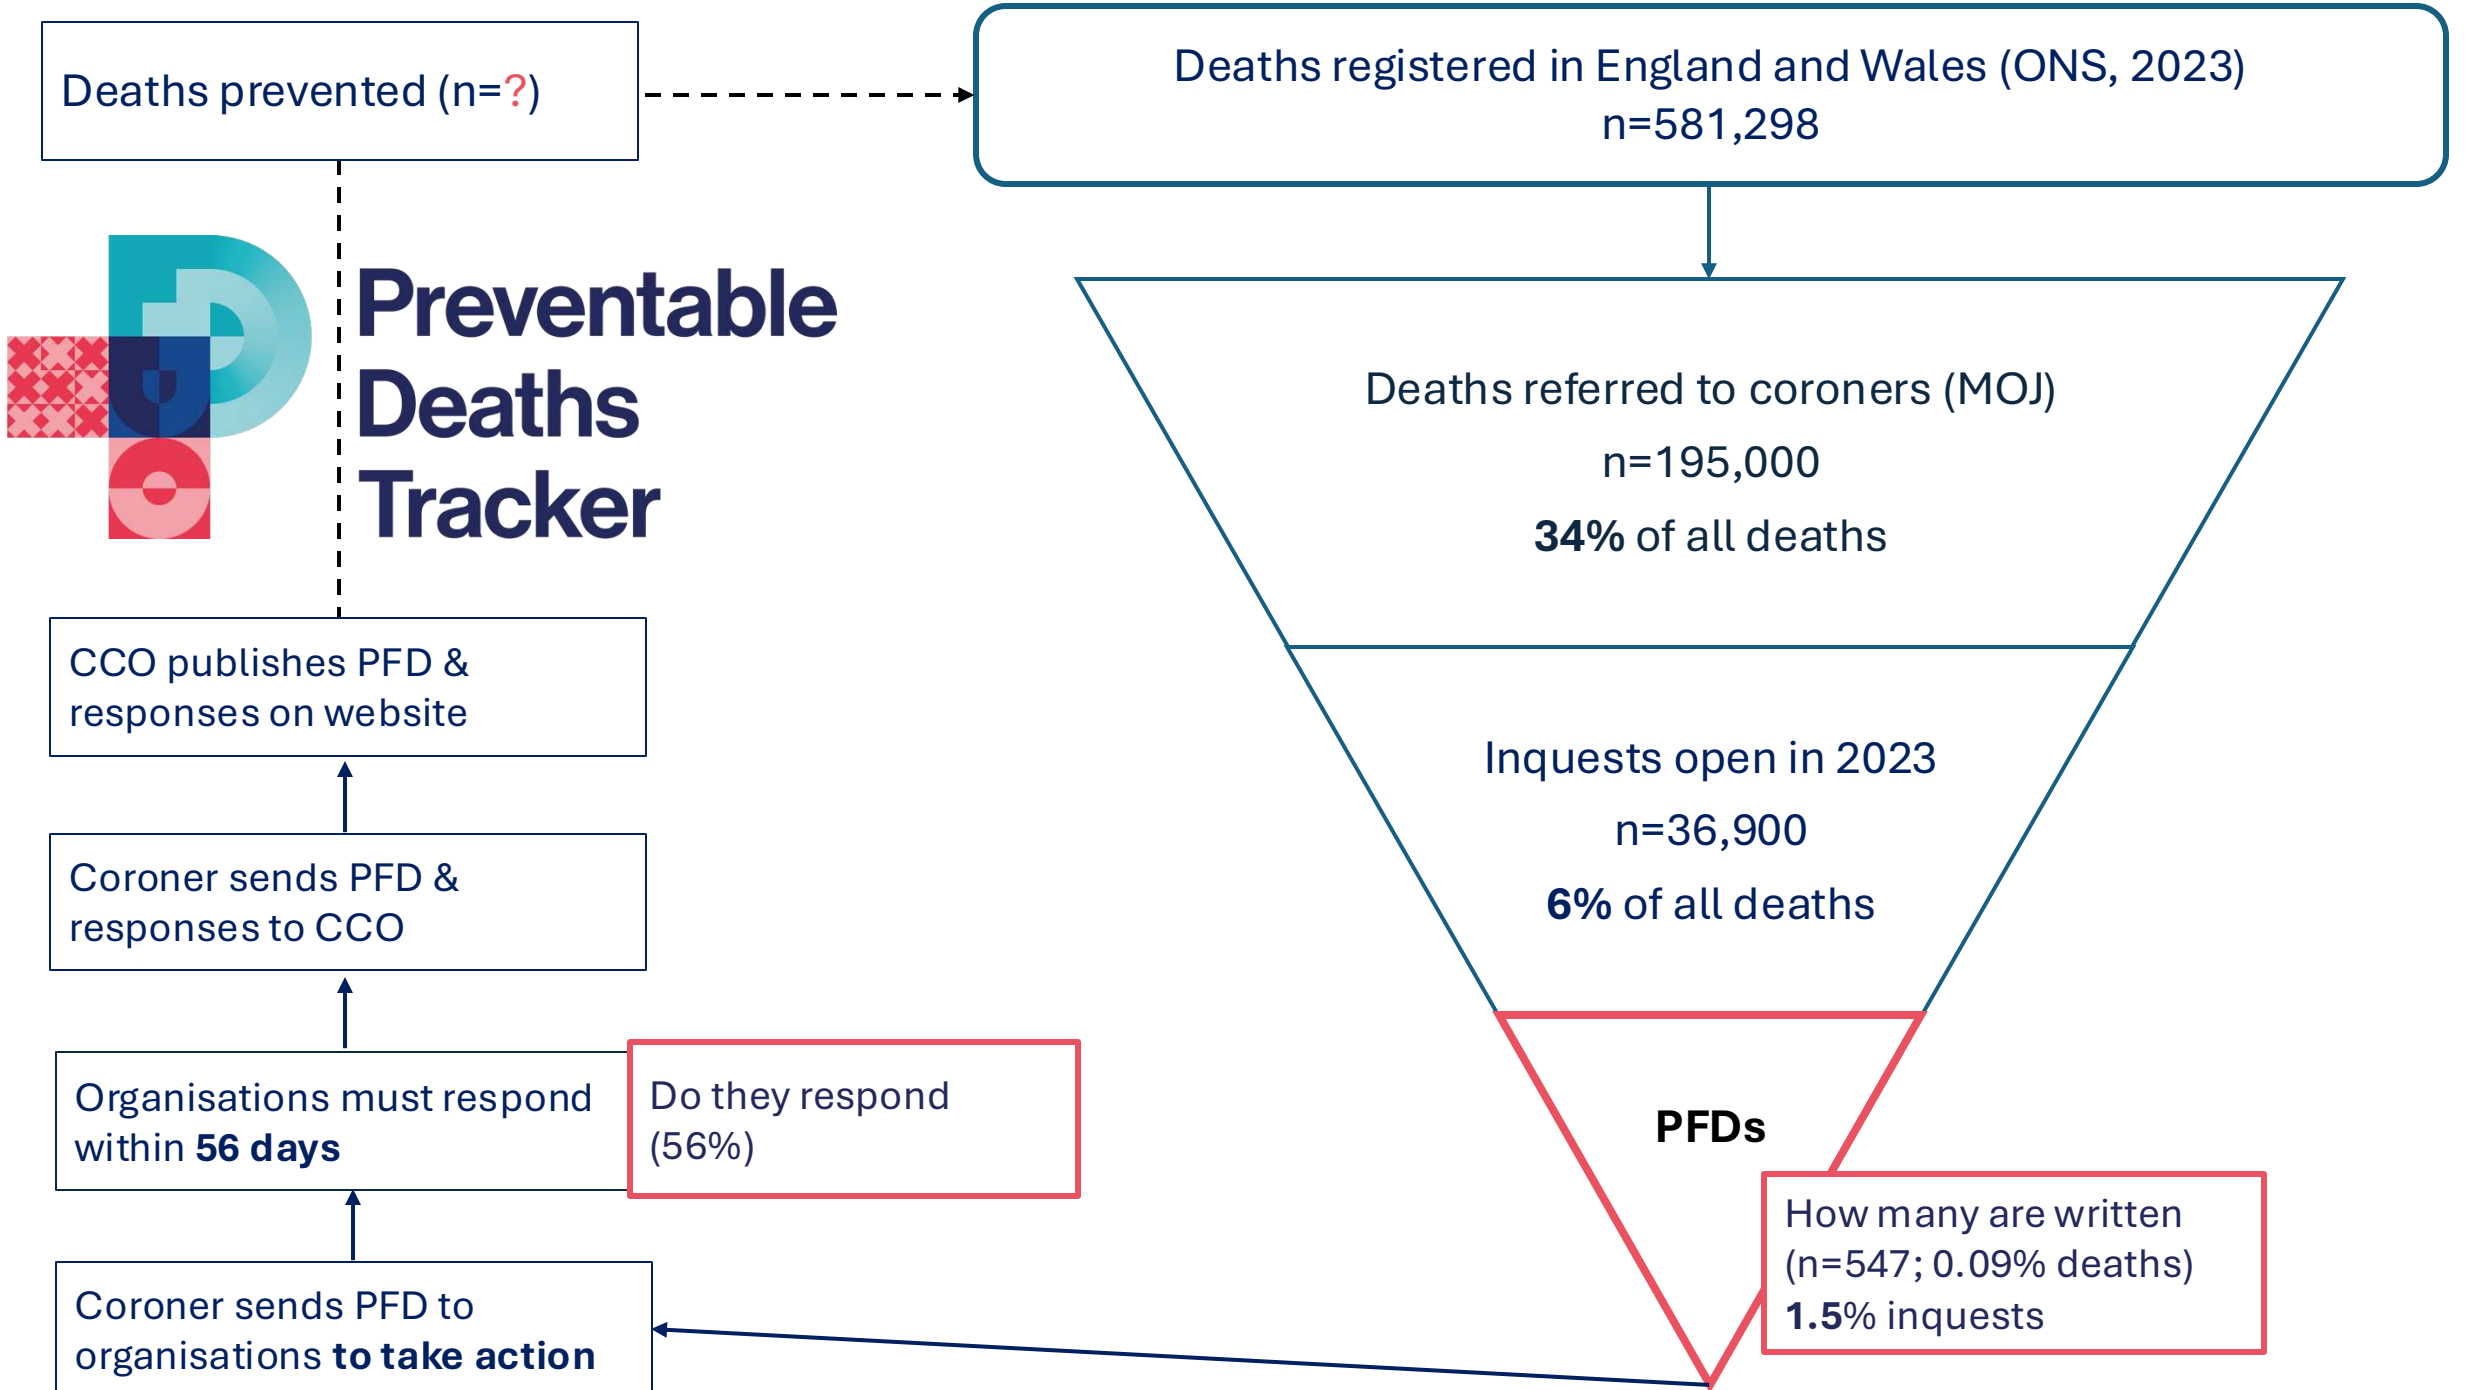 Deaths prevented (n=?)
Deaths registered in England and Wales (ONS, 2023)
n=581,298
Preventable
Deaths
Tracker
Deaths referred to coroners (MOJ)
n=195,000
34% of all deaths
Inquests open in 2023
n=36,900
6% of all deaths
PFDs
How many are written
(n=547; 0.09% deaths)
1.5% inquests
Coroner sends PFD to
organisations to take action
Organisations must respond
within 56 days
Do they respond
(56%)
Coroner sends PFD &
responses to CCO
CCO publishes PFD &
responses on website